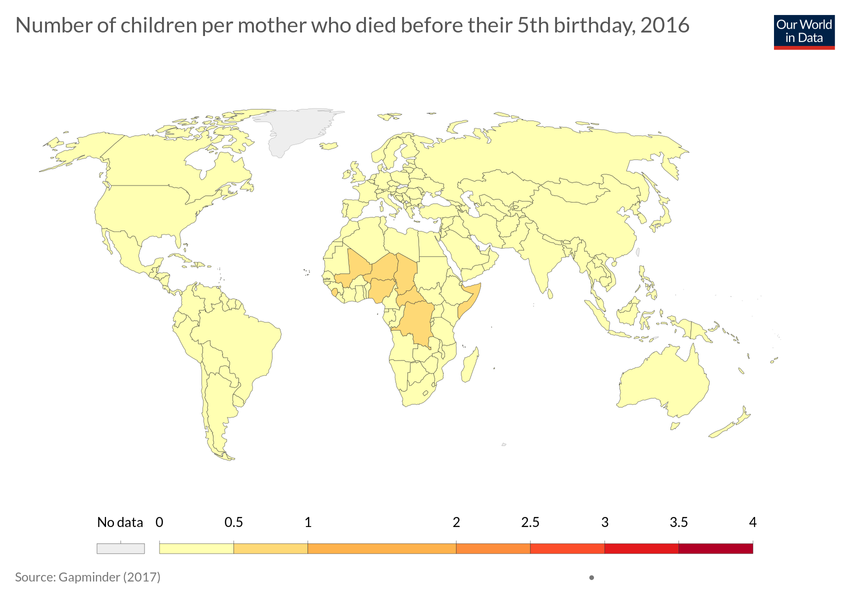 Number of children per mother who died before their 5th birthday, 2016
Our World
in Data
No data 0 0.5 1 2 2.5 3 3.5 4
Source: Gapminder (2017)